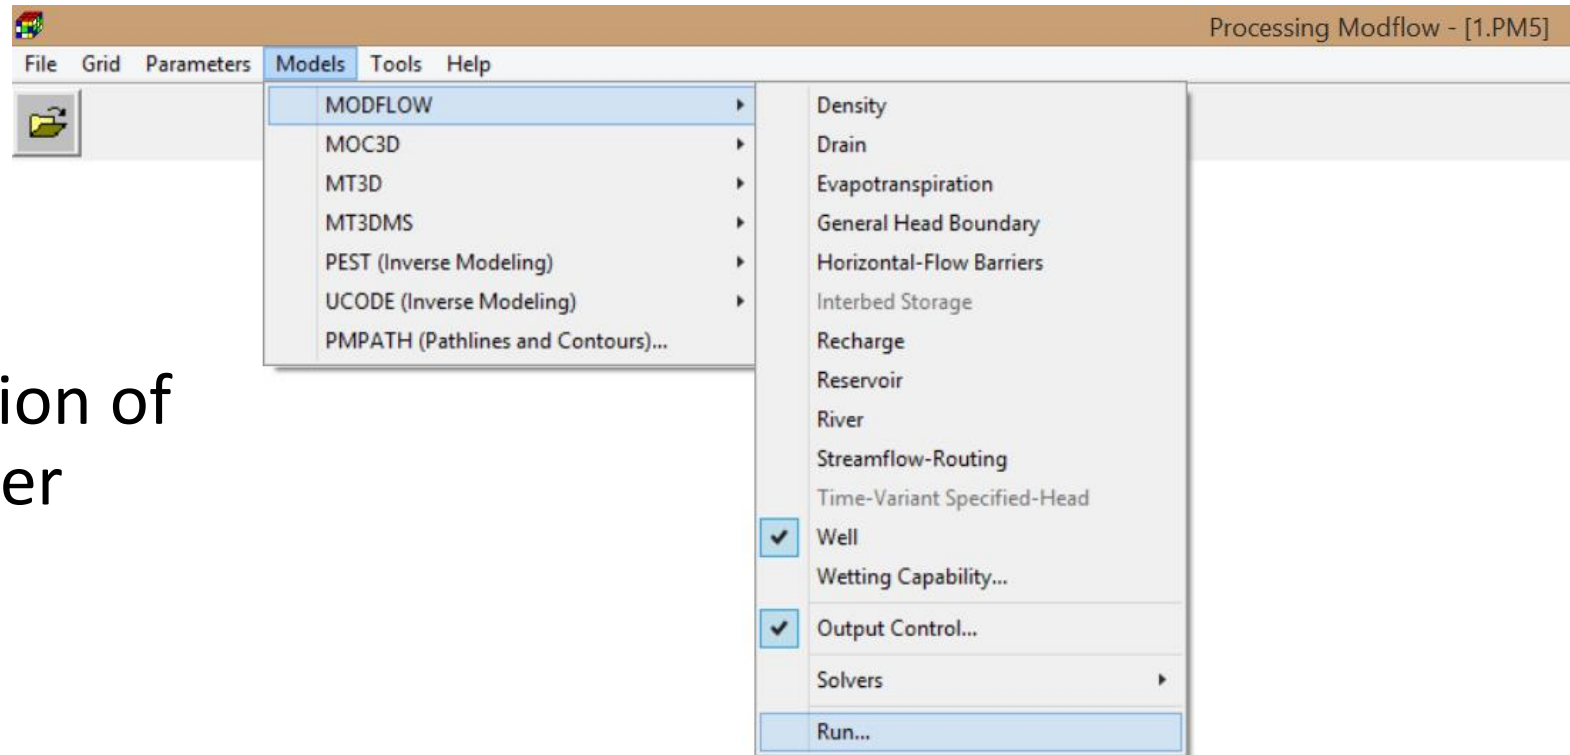 Processing Modflow - [1.PM5]
File Grid Parameters Models Tools Help
MODFLOW
MOC3D
MT3D
MT3DMS
PEST (Inverse Modeling)
UCODE (Inverse Modeling)
PMPATH (Pathlines and Contours)...
Density
Drain
Evapotranspiration
General Head Boundary
Horizontal-Flow Barriers
Interbed Storage
Recharge
Reservoir
River
Streamflow-Routing
Time-Variant Specified-Head
Well
Wetting Capability...
Output Control...
Solvers
Run...
ion of
er